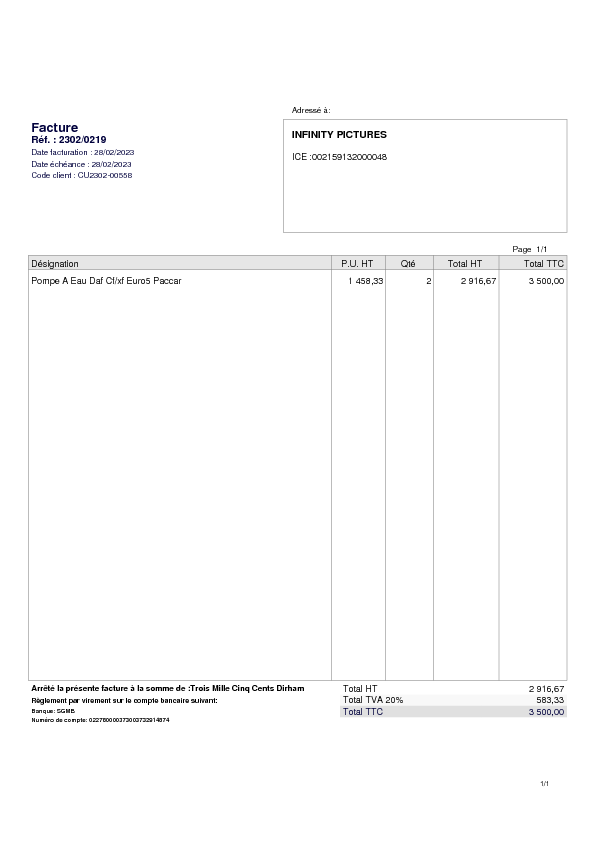 Adressé à:
Facture
Réf. : 2302/0219
Date facturation : 28/02/2023
Date échéance : 28/02/2023
Code client : CU2302-00558
INFINITY PICTURES
ICE :002159132000048
Page 1/1
Désignation P.U. HT Qté Total HT Total TTC
Pompe A Eau Daf Cf/xf Euro5 Paccar 1 458,33 2 2 916,67 3 500,00
Arrêté la présente facture à la somme de :Trois Mille Cinq Cents Dirham
Règlement par virement sur le compte bancaire suivant:
Banque: SGMB
Numéro de compte:
Total HT 2 916,67
Total TVA 20% 583,33
Total TTC 3 500,00
1/1